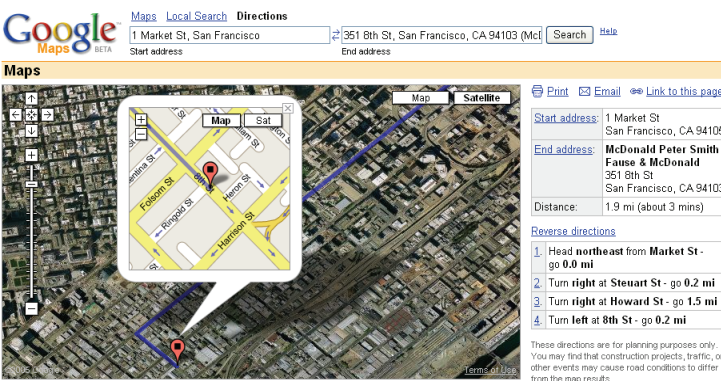 Google
Maps BETA
Maps Local Search Directions
1 Market St, San Francisco
351 8th St, San Francisco, CA 94103 (McD
Search
Help
Start address
End address
Maps
Map
Satellite
Print Email Link to this page
Map
Sat
Folsom St
Ringold St
8th St
Heron St
Harrison St
Start address: 1 Market St
San Francisco, CA 94105
End address: McDonald Peter Smith
Fause & McDonald
351 8th St
San Francisco, CA 94103
Distance: 1.9 mi (about 3 mins)
Reverse directions
1. Head northeast from Market St -
go 0.0 mi
2. Turn right at Steuart St - go 0.2 mi
3. Turn right at Howard St - go 1.5 mi
4. Turn left at 8th St - go 0.2 mi
These directions are for planning purposes only.
You may find that construction projects, traffic, or
other events may cause road conditions to differ
from the map results
©2005 Google
Terms of Use